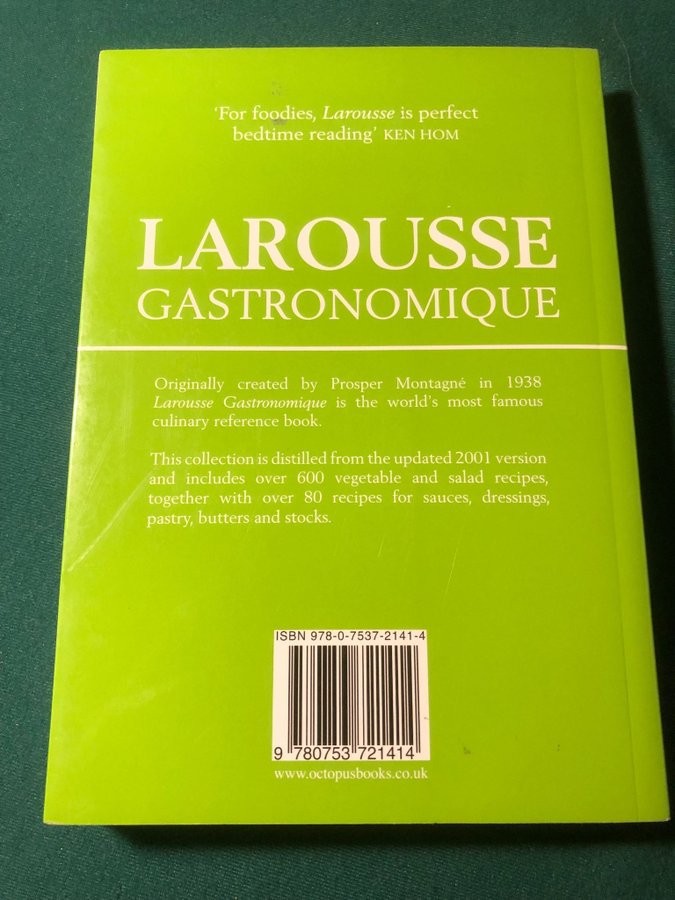 'For foodies, Larousse is perfect
bedtime reading' KEN HOM
LAROUSSE
GASTRONOMIQUE
Originally created by Prosper Montagné in 1938
Larousse Gastronomique is the world's most famous
culinary reference book.
This collection is distilled from the updated 2001 version
and includes over 600 vegetable and salad recipes,
together with over 80 recipes for sauces, dressings,
pastry, butters and stocks.
ISBN 978-0-7537-2141-4
9 780753 721414
www.octopusbooks.co.uk